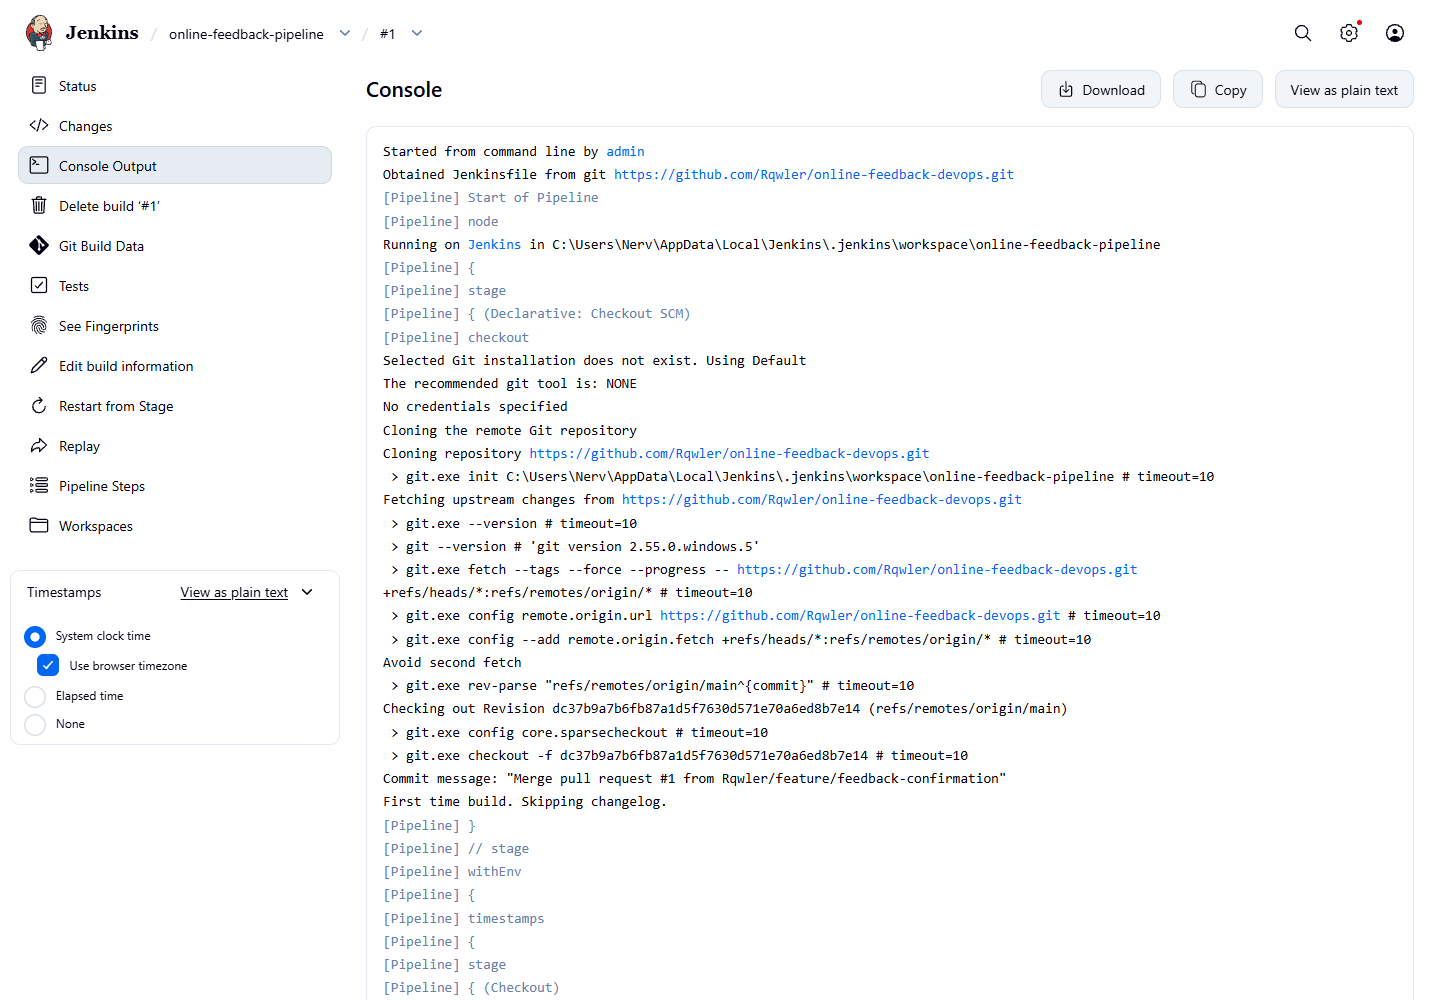 Jenkins / online-feedback-pipeline / #1
Status
Changes
Console Output
Delete build ‘#1’
Git Build Data
Tests
See Fingerprints
Edit build information
Restart from Stage
Replay
Pipeline Steps
Workspaces
Timestamps View as plain text
System clock time
Use browser timezone
Elapsed time
None
Console
Download
Copy
View as plain text
Started from command line by admin
Obtained Jenkinsfile from git https://github.com/Rqwler/online-feedback-devops.git
[Pipeline] Start of Pipeline
[Pipeline] node
Running on Jenkins in C:\Users\Nerv\AppData\Local\Jenkins\.jenkins\workspace\online-feedback-pipeline
[Pipeline] {
[Pipeline] stage
[Pipeline] { (Declarative: Checkout SCM)
[Pipeline] checkout
Selected Git installation does not exist. Using Default
The recommended git tool is: NONE
No credentials specified
Cloning the remote Git repository
Cloning repository https://github.com/Rqwler/online-feedback-devops.git
 > git.exe init C:\Users\Nerv\AppData\Local\Jenkins\.jenkins\workspace\online-feedback-pipeline # timeout=10
Fetching upstream changes from https://github.com/Rqwler/online-feedback-devops.git
 > git.exe --version # timeout=10
 > git --version # 'git version 2.55.0.windows.5'
 > git.exe fetch --tags --force --progress -- https://github.com/Rqwler/online-feedback-devops.git
+refs/heads/*:refs/remotes/origin/* # timeout=10
 > git.exe config remote.origin.url https://github.com/Rqwler/online-feedback-devops.git # timeout=10
 > git.exe config --add remote.origin.fetch +refs/heads/*:refs/remotes/origin/* # timeout=10
Avoid second fetch
 > git.exe rev-parse "refs/remotes/origin/main^{commit}" # timeout=10
Checking out Revision dc37b9a7b6fb87a1d5f7630d571e70a6ed8b7e14 (refs/remotes/origin/main)
 > git.exe config core.sparsecheckout # timeout=10
 > git.exe checkout -f dc37b9a7b6fb87a1d5f7630d571e70a6ed8b7e14 # timeout=10
Commit message: "Merge pull request #1 from Rqwler/feature/feedback-confirmation"
First time build. Skipping changelog.
[Pipeline] }
[Pipeline] // stage
[Pipeline] withEnv
[Pipeline] {
[Pipeline] timestamps
[Pipeline] {
[Pipeline] stage
[Pipeline] { (Checkout)